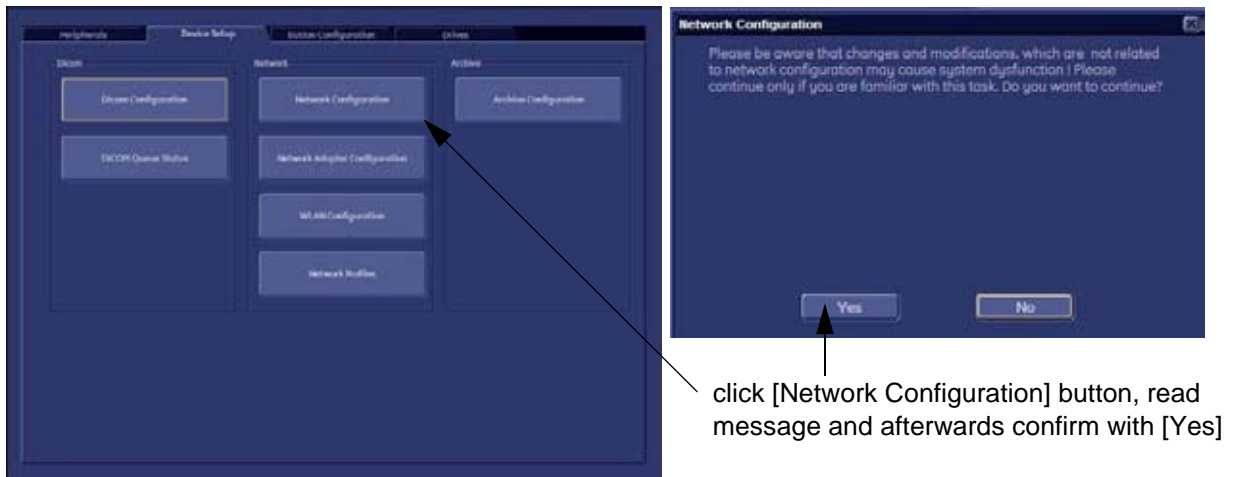 Peripherals Device Setup Button Configuration Drives
Dicom Network Archive
Dicom Configuration Network Configuration Archive Configuration
DICOM Queue Status Network Adapter Configuration
WLAN Configuration
Network Profiles
Network Configuration
Please be aware that changes and modifications, which are not related
to network configuration may cause system dysfunction ! Please
continue only if you are familiar with this task. Do you want to continue?
Yes No
click [Network Configuration] button, read
message and afterwards confirm with [Yes]